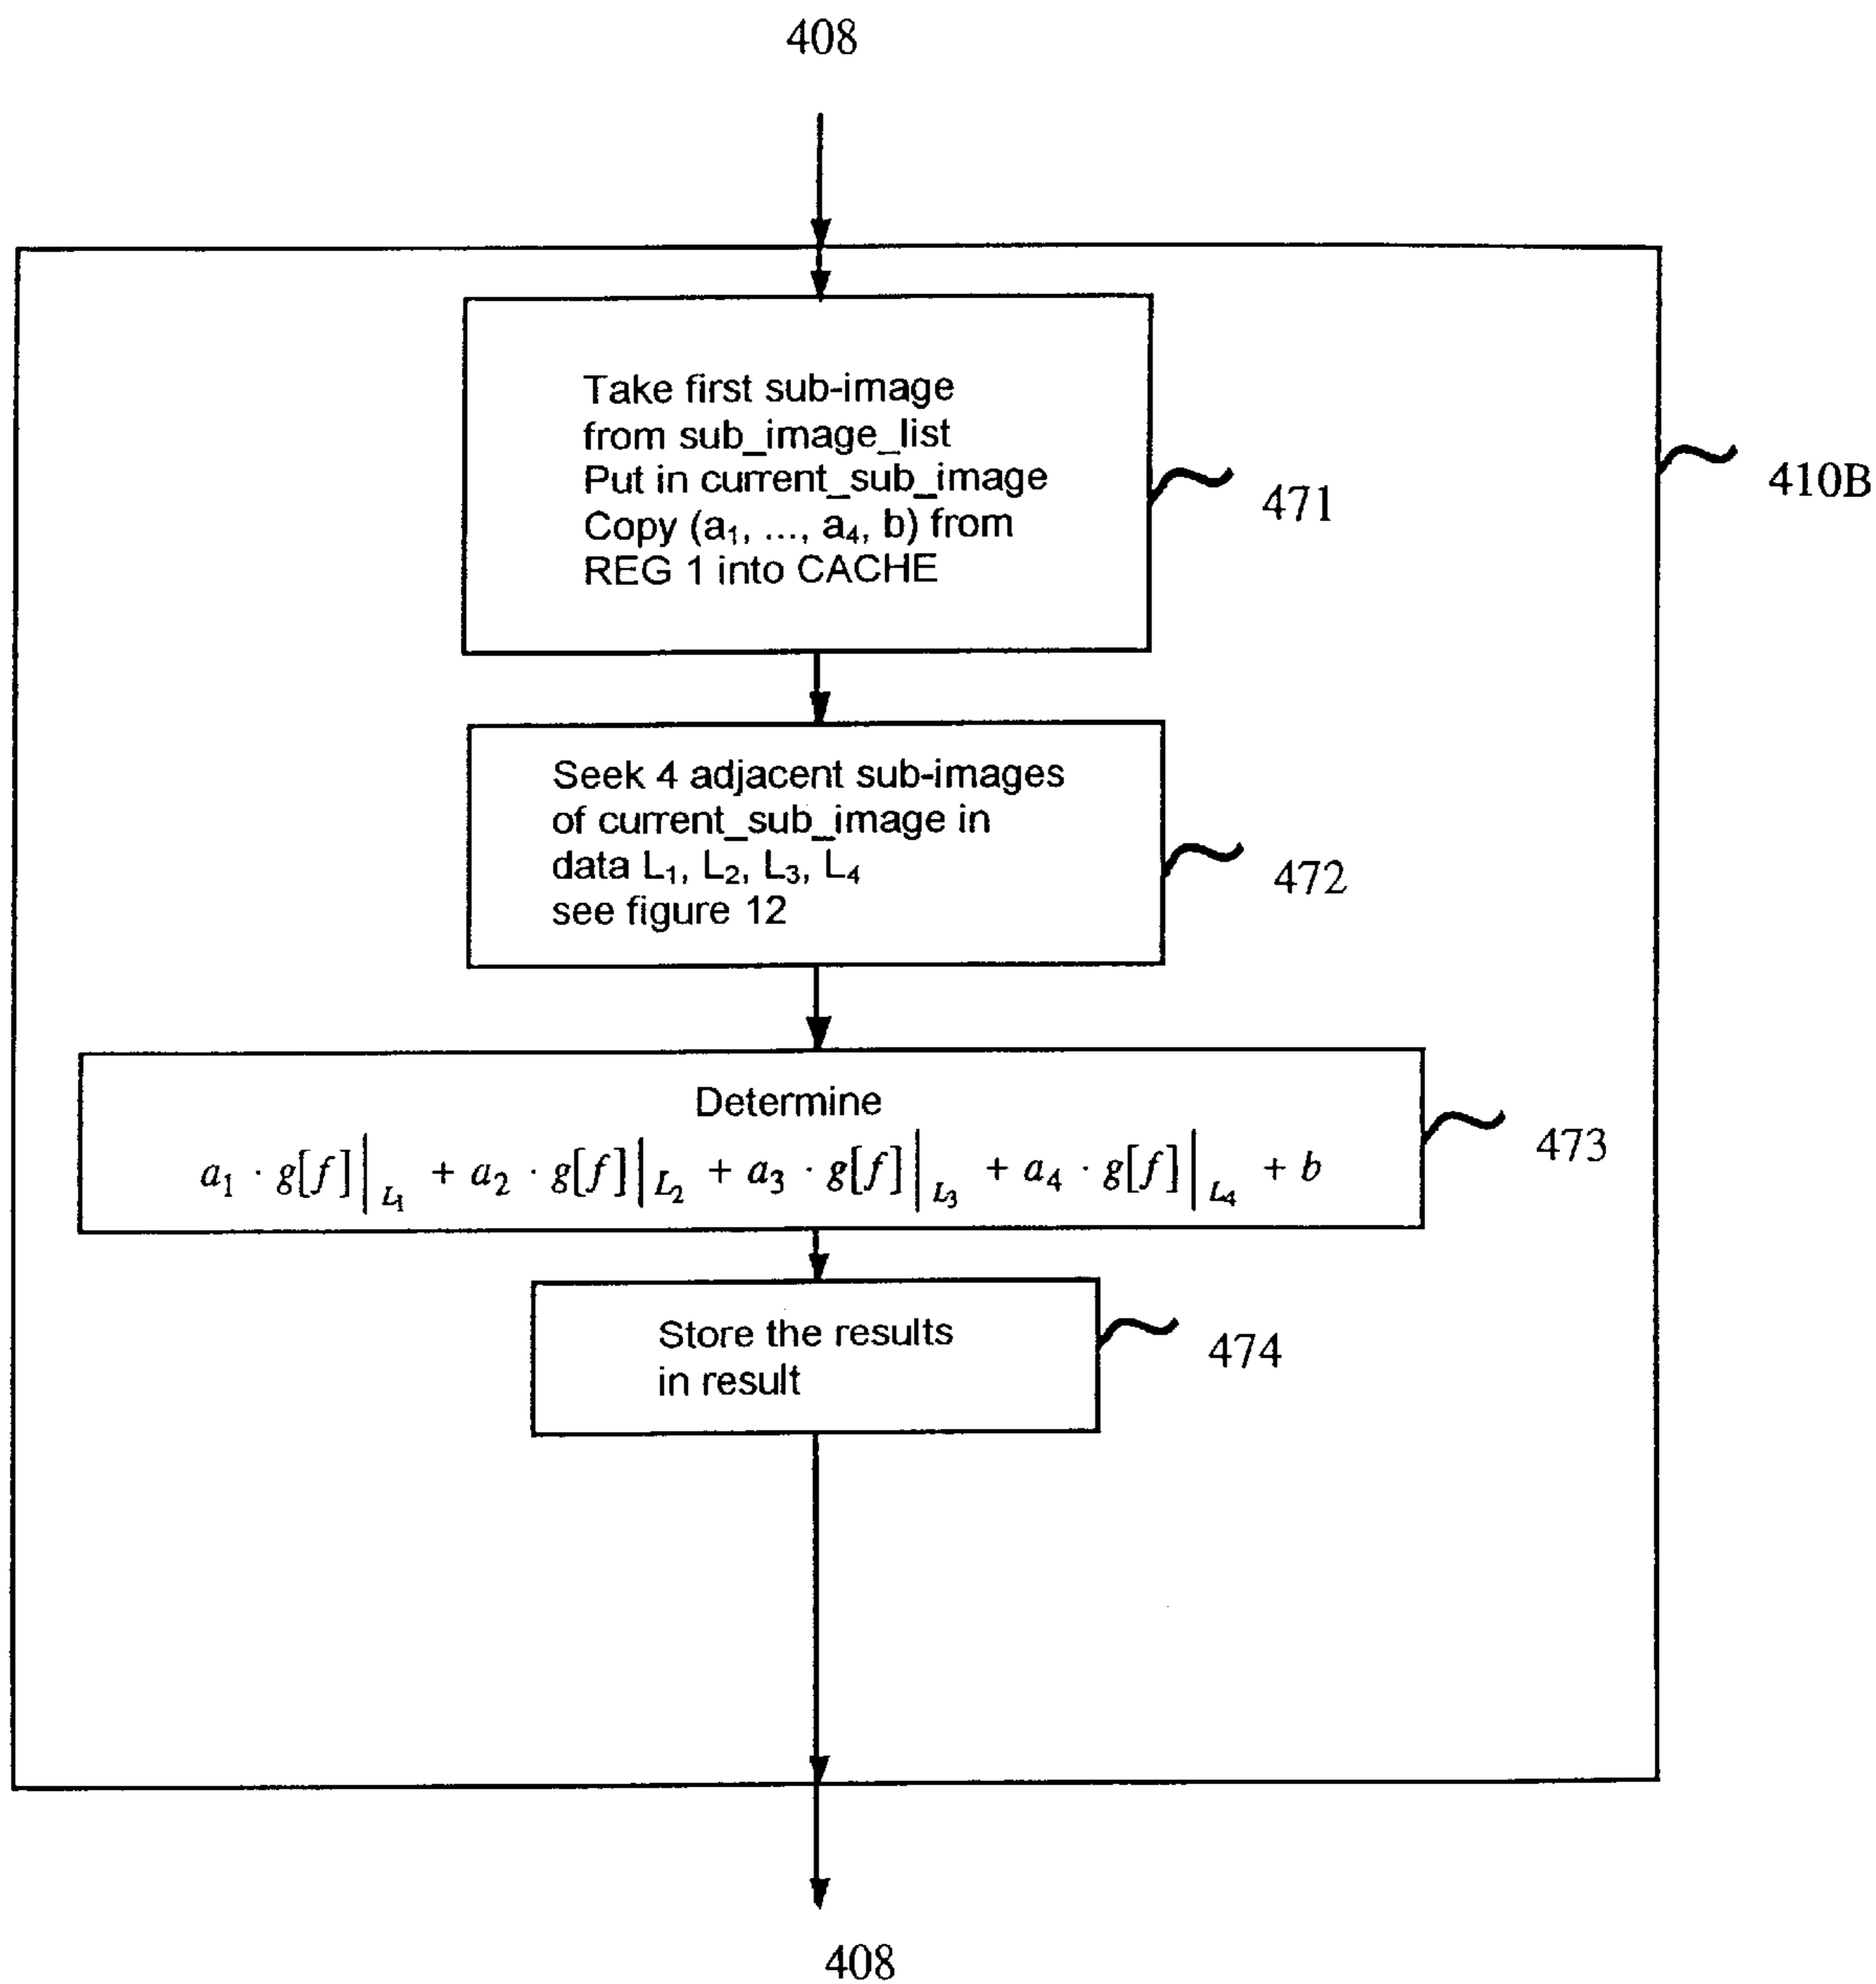 408
Take first sub-image
from sub_image_list
Put in current_sub_image
Copy (a₁, ..., a₄, b) from
REG 1 into CACHE
471
410B
Seek 4 adjacent sub-images
of current_sub_image in
data L₁, L₂, L₃, L₄
see figure 12
472
Determine
a₁ · g[f]|L₁ + a₂ · g[f]|L₂ + a₃ · g[f]|L₃ + a₄ · g[f]|L₄ + b
473
Store the results
in result
474
408